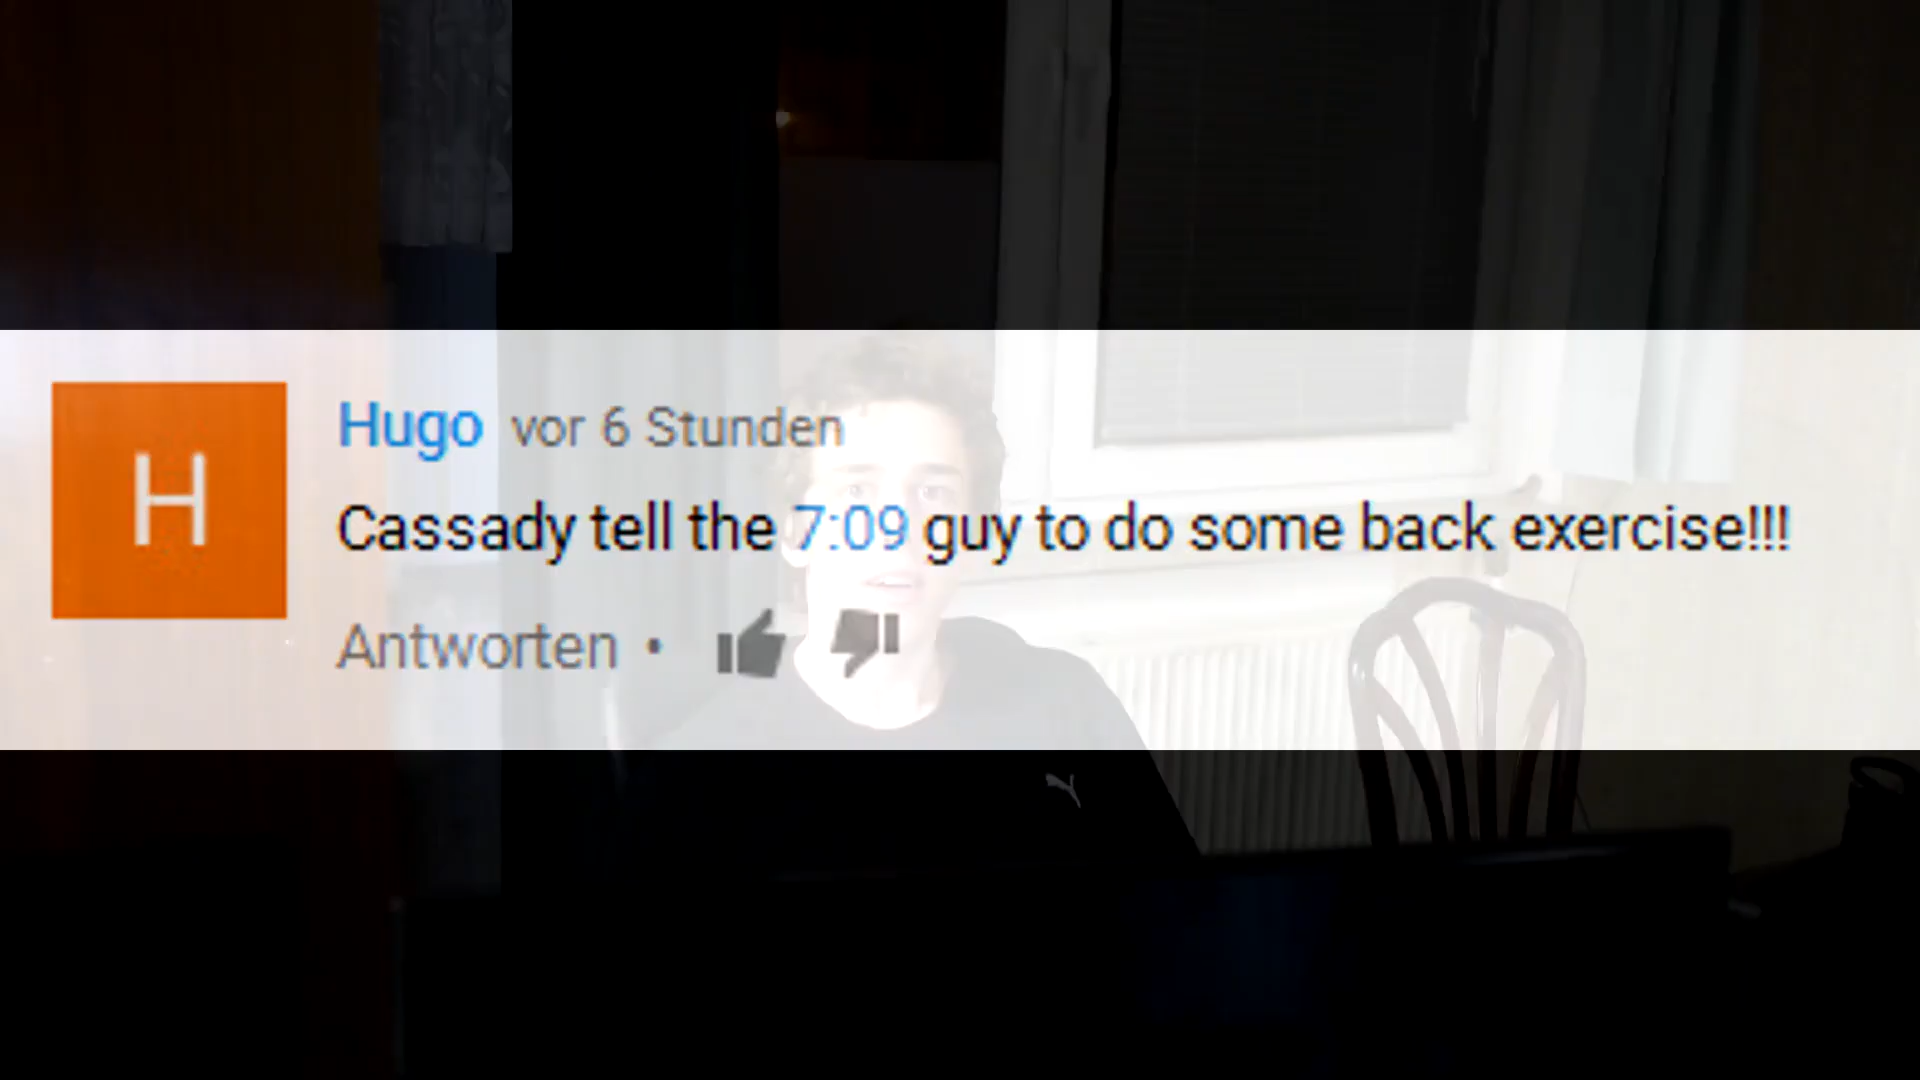 H
Hugo vor 6 Stunden
Cassady tell the 7:09 guy to do some back exercise!!!
Antworten •